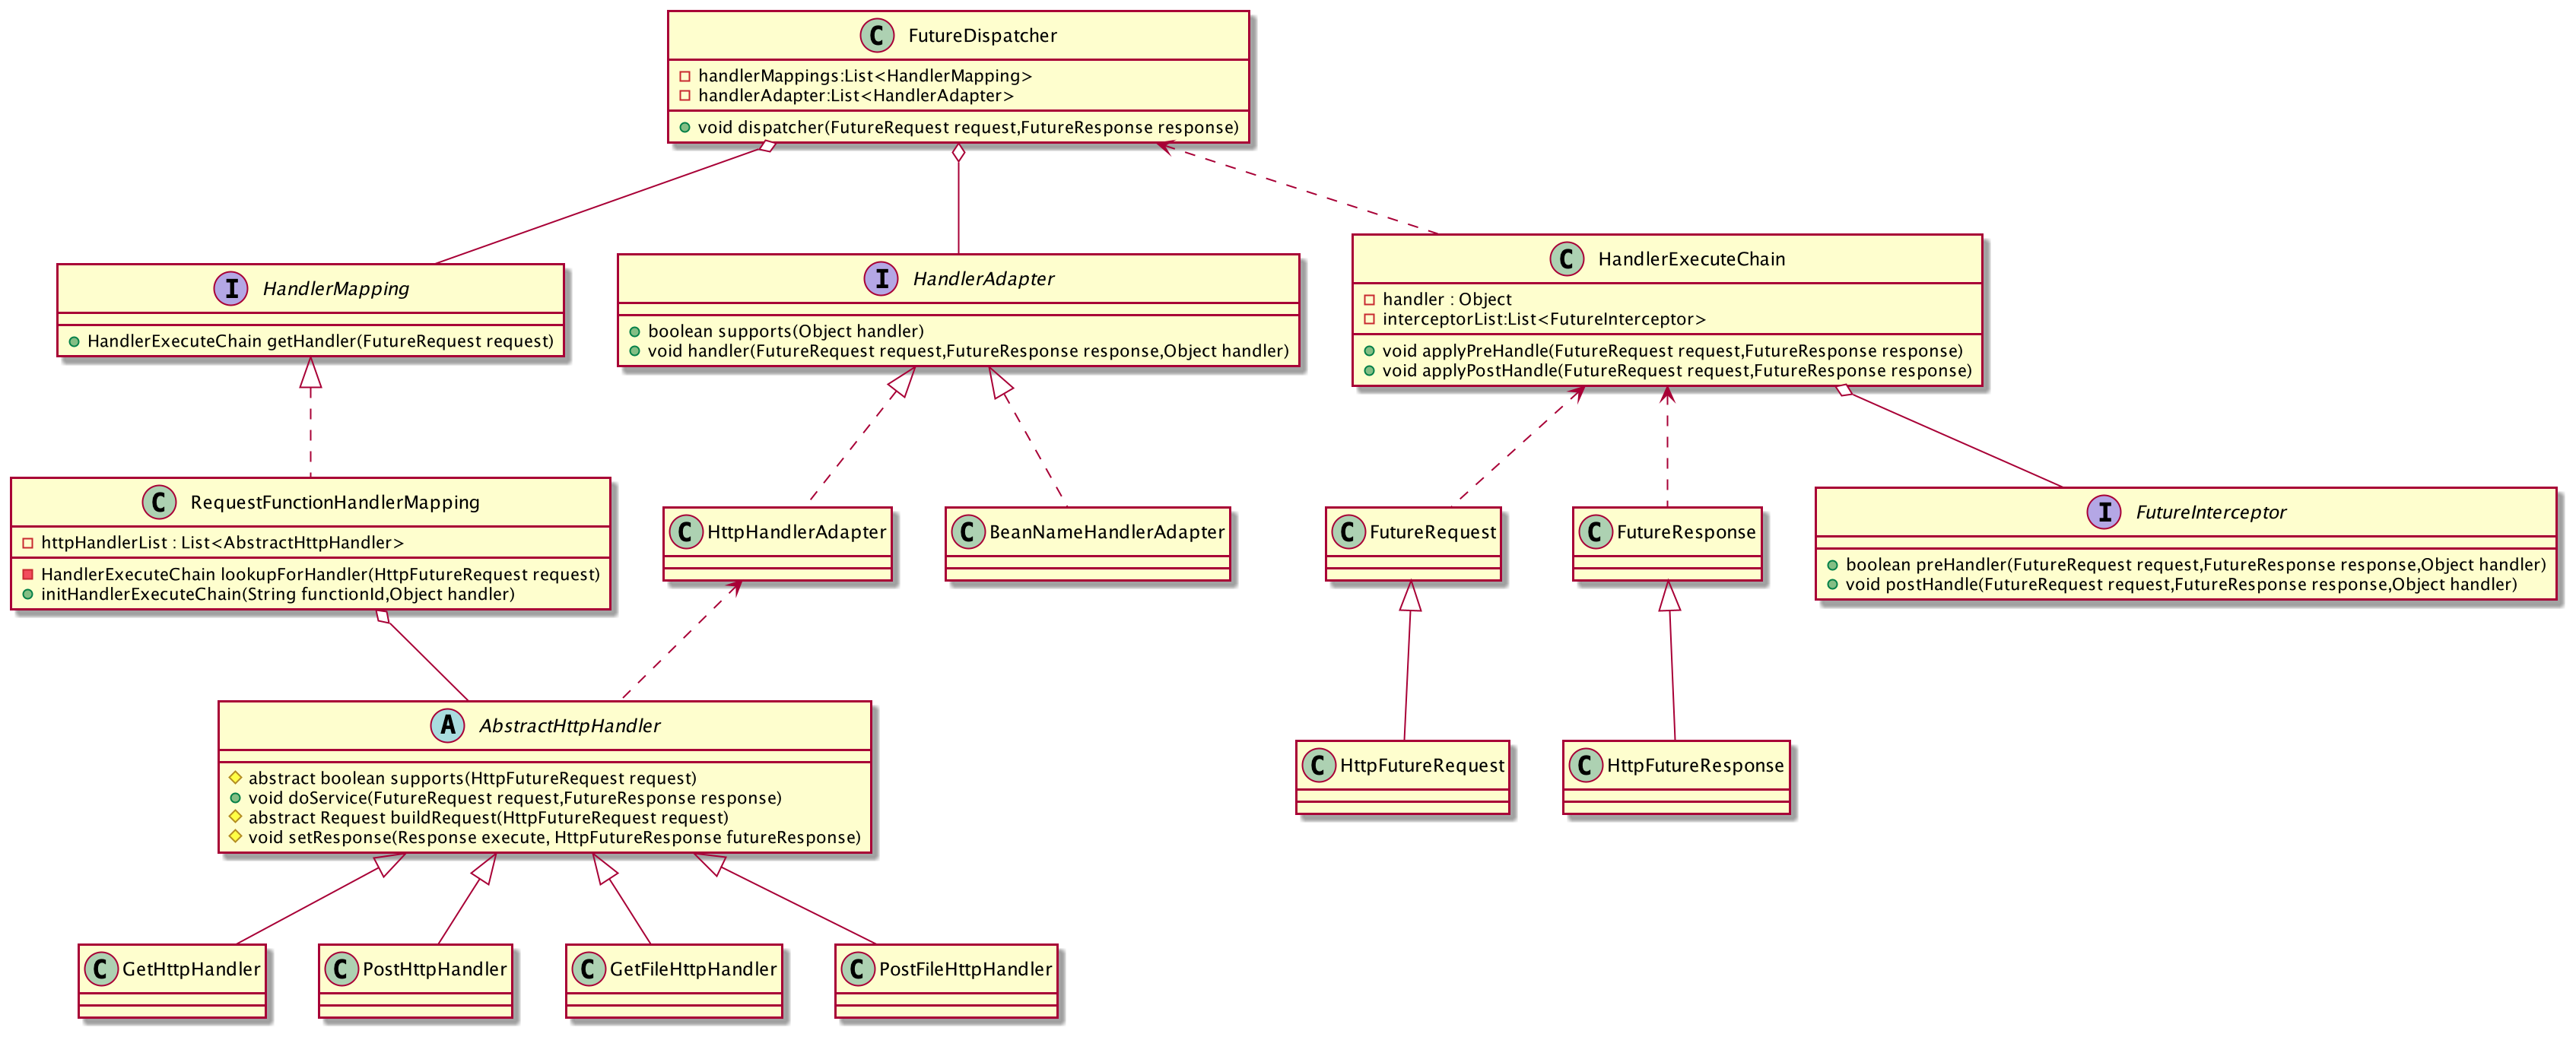 C FutureDispatcher
handlerMappings:List<HandlerMapping>
handlerAdapter:List<HandlerAdapter>
void dispatcher(FutureRequest request,FutureResponse response)
I HandlerMapping
HandlerExecuteChain getHandler(FutureRequest request)
I HandlerAdapter
boolean supports(Object handler)
void handler(FutureRequest request,FutureResponse response,Object handler)
C HandlerExecuteChain
handler : Object
interceptorList:List<FutureInterceptor>
void applyPreHandle(FutureRequest request,FutureResponse response)
void applyPostHandle(FutureRequest request,FutureResponse response)
C RequestFunctionHandlerMapping
httpHandlerList : List<AbstractHttpHandler>
HandlerExecuteChain lookupForHandler(HttpFutureRequest request)
initHandlerExecuteChain(String functionId,Object handler)
C HttpHandlerAdapter
C BeanNameHandlerAdapter
C FutureRequest
C FutureResponse
I FutureInterceptor
boolean preHandler(FutureRequest request,FutureResponse response,Object handler)
void postHandle(FutureRequest request,FutureResponse response,Object handler)
A AbstractHttpHandler
abstract boolean supports(HttpFutureRequest request)
void doService(FutureRequest request,FutureResponse response)
abstract Request buildRequest(HttpFutureRequest request)
void setResponse(Response execute, HttpFutureResponse futureResponse)
C HttpFutureRequest
C HttpFutureResponse
C GetHttpHandler
C PostHttpHandler
C GetFileHttpHandler
C PostFileHttpHandler